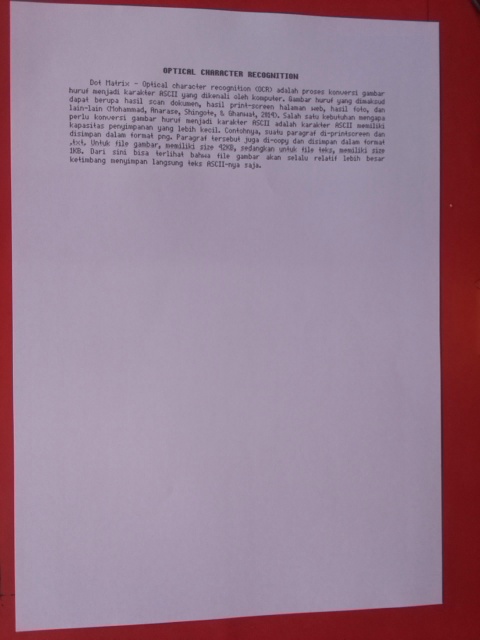 OPTICAL CHARACTER RECOGNITION
Dot Matrix - Optical character recognition (OCR) adalah proses konversi gambar
huruf menjadi karakter ASCII yang dikenali oleh komputer. Gambar huruf yang dimaksud
dapat berupa hasil scan dokumen, hasil print-screen halaman web, hasil foto, dan
lain-lain (Mohammad, Anarase, Shingote, & Ghanwat, 2014). Salah satu kebutuhan mengapa
perlu konversi gambar huruf menjadi karakter ASCII adalah karakter ASCII memiliki
kapasitas penyimpanan yang lebih kecil. Contohnya, suatu paragraf di-printscreen dan
disimpan dalam format png. Paragraf tersebut juga di-copy dan disimpan dalam format
.txt. Untuk file gambar, memiliki size 42KB, sedangkan untuk file teks, memiliki size
1KB. Dari sini bisa terlihat bahwa file gambar akan selalu relatif lebih besar
ketimbang menyimpan langsung teks ASCII-nya saja.